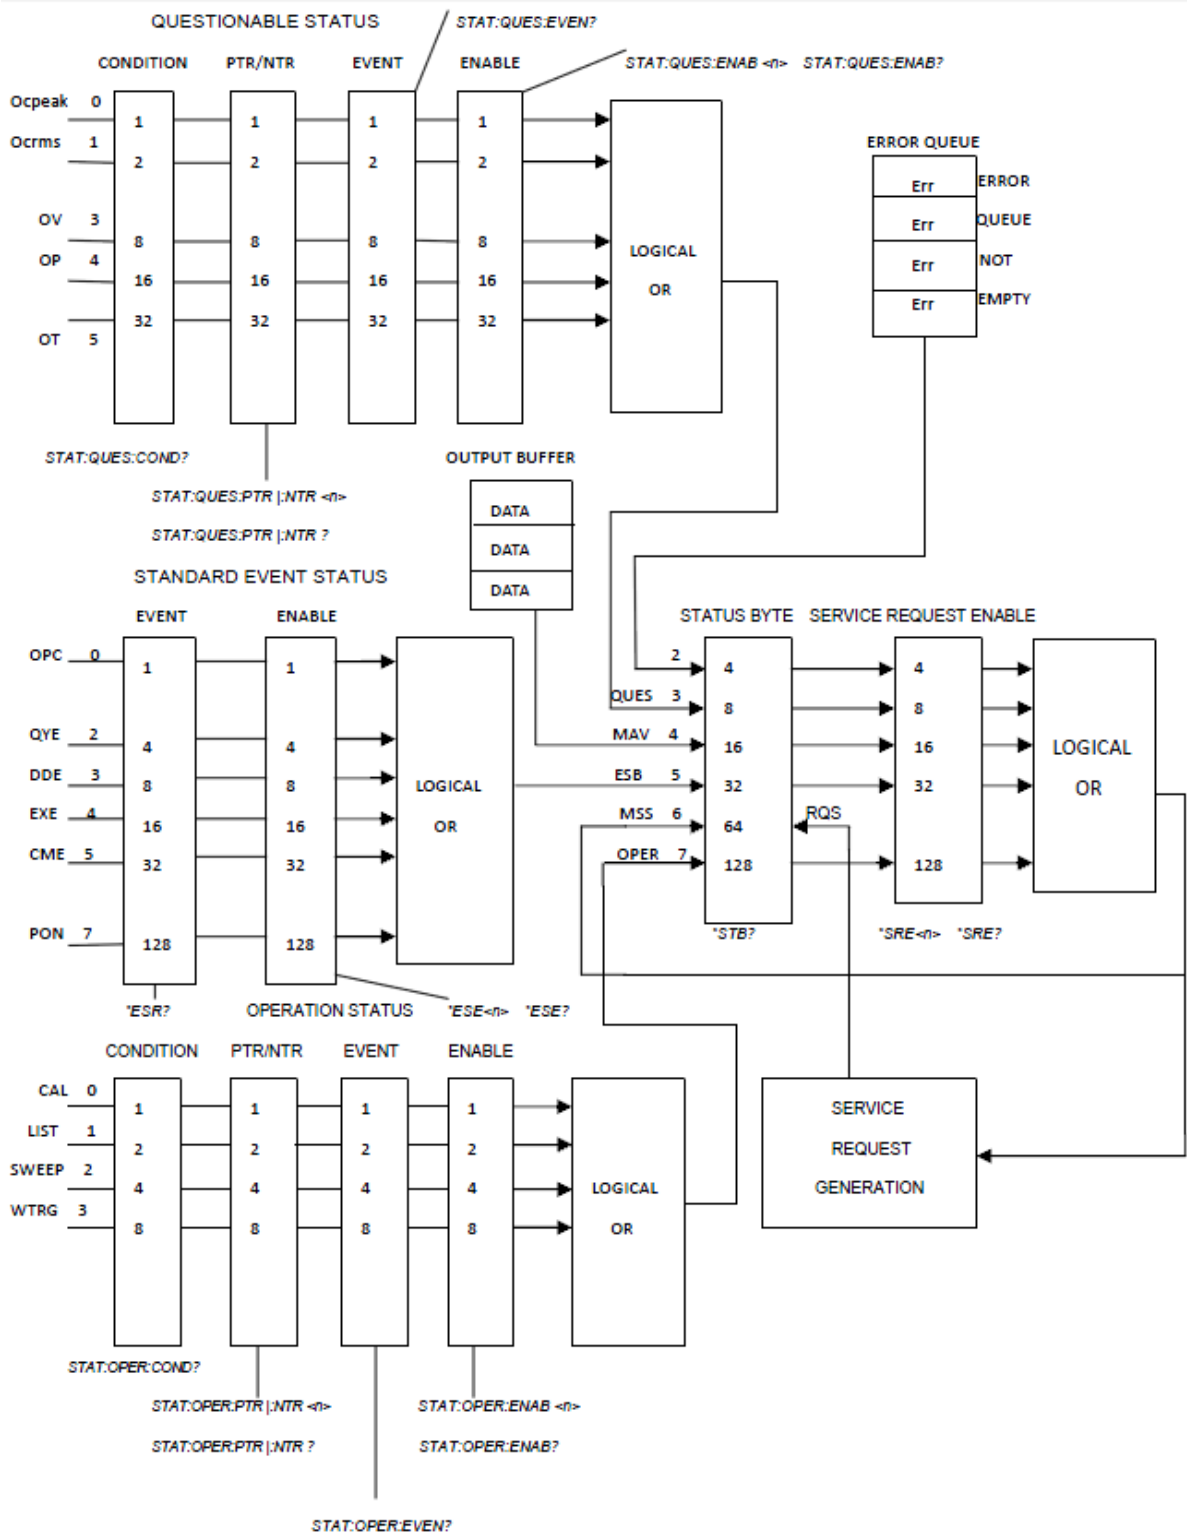 QUESTIONABLE STATUS
STAT:QUES:EVEN?
CONDITION PTR/NTR EVENT ENABLE
STAT:QUES:ENAB <n> STAT:QUES:ENAB?
Ocpeak 0
1 1 1 1
Ocrms 1
2 2 2 2
OV 3
8 8 8 8
OP 4
16 16 16 16
32 32 32 32
OT 5
LOGICAL
OR
ERROR QUEUE
Err ERROR
Err QUEUE
Err NOT
Err EMPTY
STAT:QUES:COND?
STAT:QUES:PTR |:NTR <n>
STAT:QUES:PTR |:NTR ?
OUTPUT BUFFER
DATA
DATA
DATA
STANDARD EVENT STATUS
EVENT ENABLE
OPC 0 1 1
QYE 2 4 4
DDE 3 8 8
EXE 4 16 16
CME 5 32 32
PON 7 128 128
LOGICAL
OR
*ESR?
*ESE<n> *ESE?
STATUS BYTE SERVICE REQUEST ENABLE
2 4 4
QUES 3 8 8
MAV 4 16 16
ESB 5 32 32
MSS 6 64 RQS
OPER 7 128 128
LOGICAL
OR
*STB? *SRE<n> *SRE?
OPERATION STATUS
CONDITION PTR/NTR EVENT ENABLE
CAL 0
1 1 1 1
LIST 1
2 2 2 2
SWEEP 2
4 4 4 4
WTRG 3
8 8 8 8
LOGICAL
OR
SERVICE
REQUEST
GENERATION
STAT:OPER:COND?
STAT:OPER:PTR |:NTR <n> STAT:OPER:ENAB <n>
STAT:OPER:PTR |:NTR ? STAT:OPER:ENAB?
STAT:OPER:EVEN?